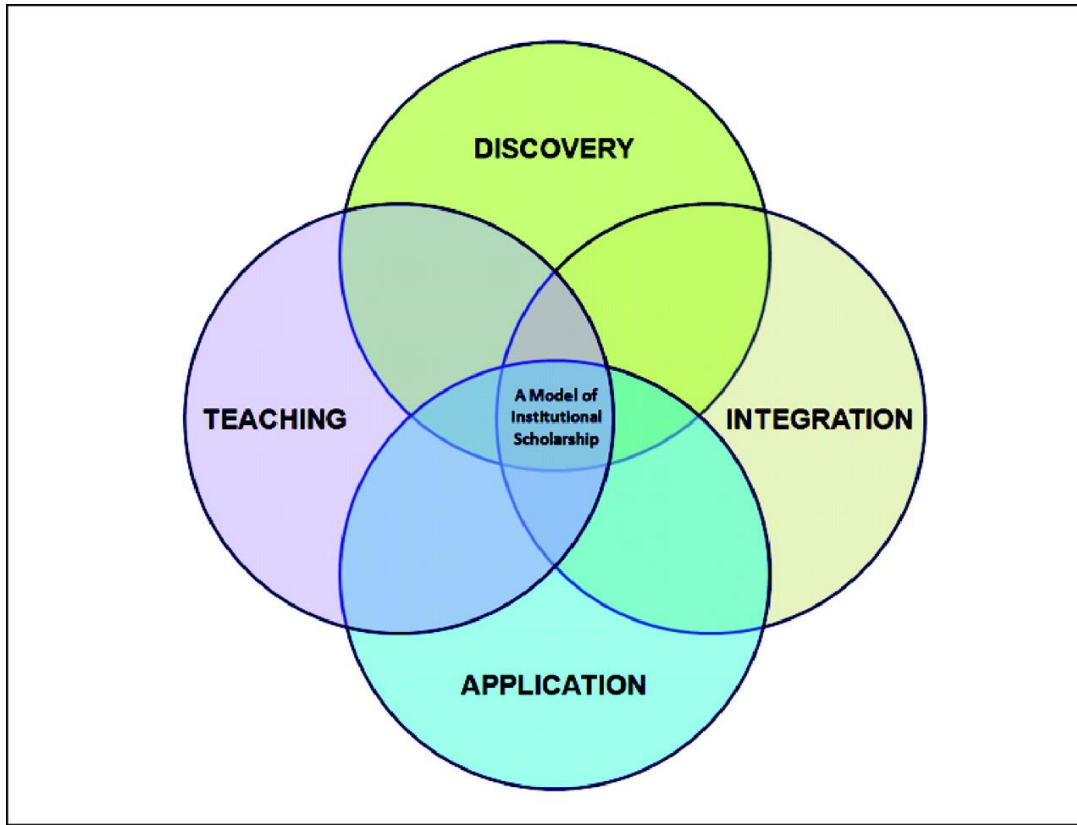 DISCOVERY
TEACHING
A Model of
Institutional
Scholarship
INTEGRATION
APPLICATION